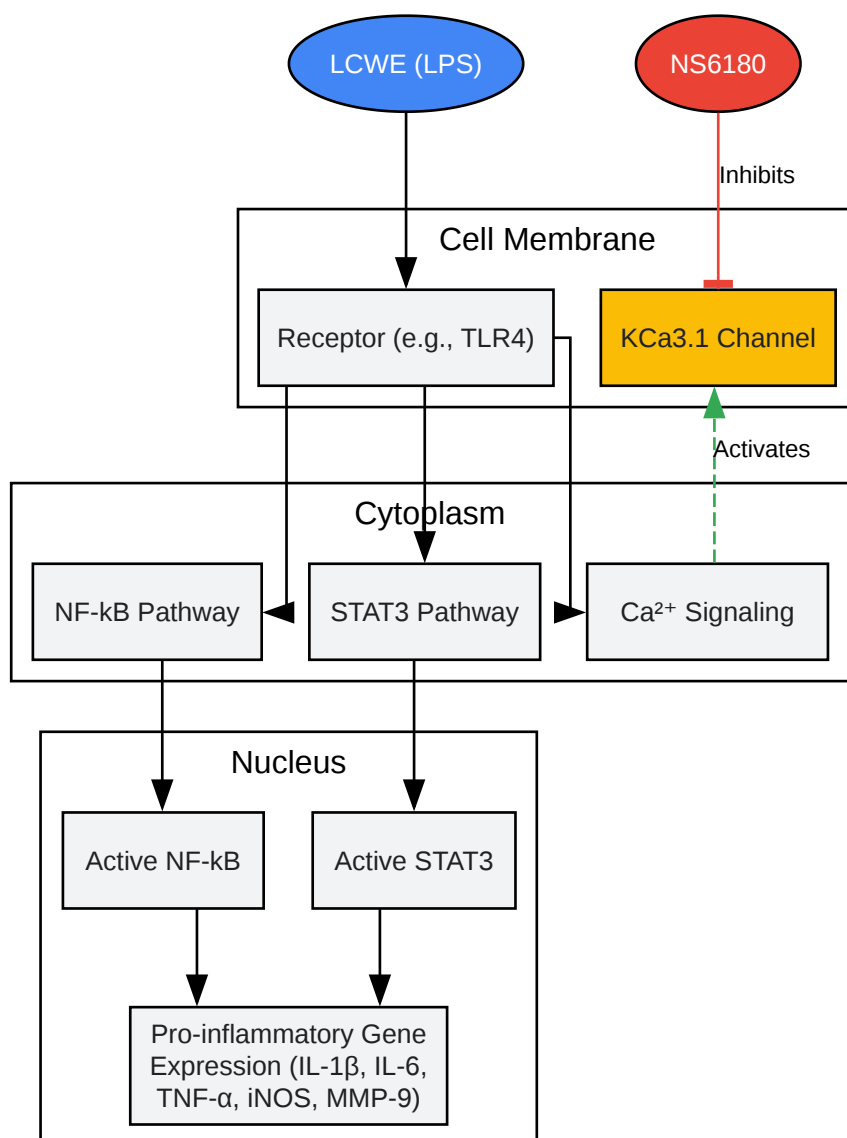 LCWE (LPS)
NS6180
Inhibits
Cell Membrane
Receptor (e.g., TLR4)
KCa3.1 Channel
Activates
Cytoplasm
NF-kB Pathway
STAT3 Pathway
Ca²⁺ Signaling
Nucleus
Active NF-kB
Active STAT3
Pro-inflammatory Gene
Expression (IL-1β, IL-6,
TNF-α, iNOS, MMP-9)